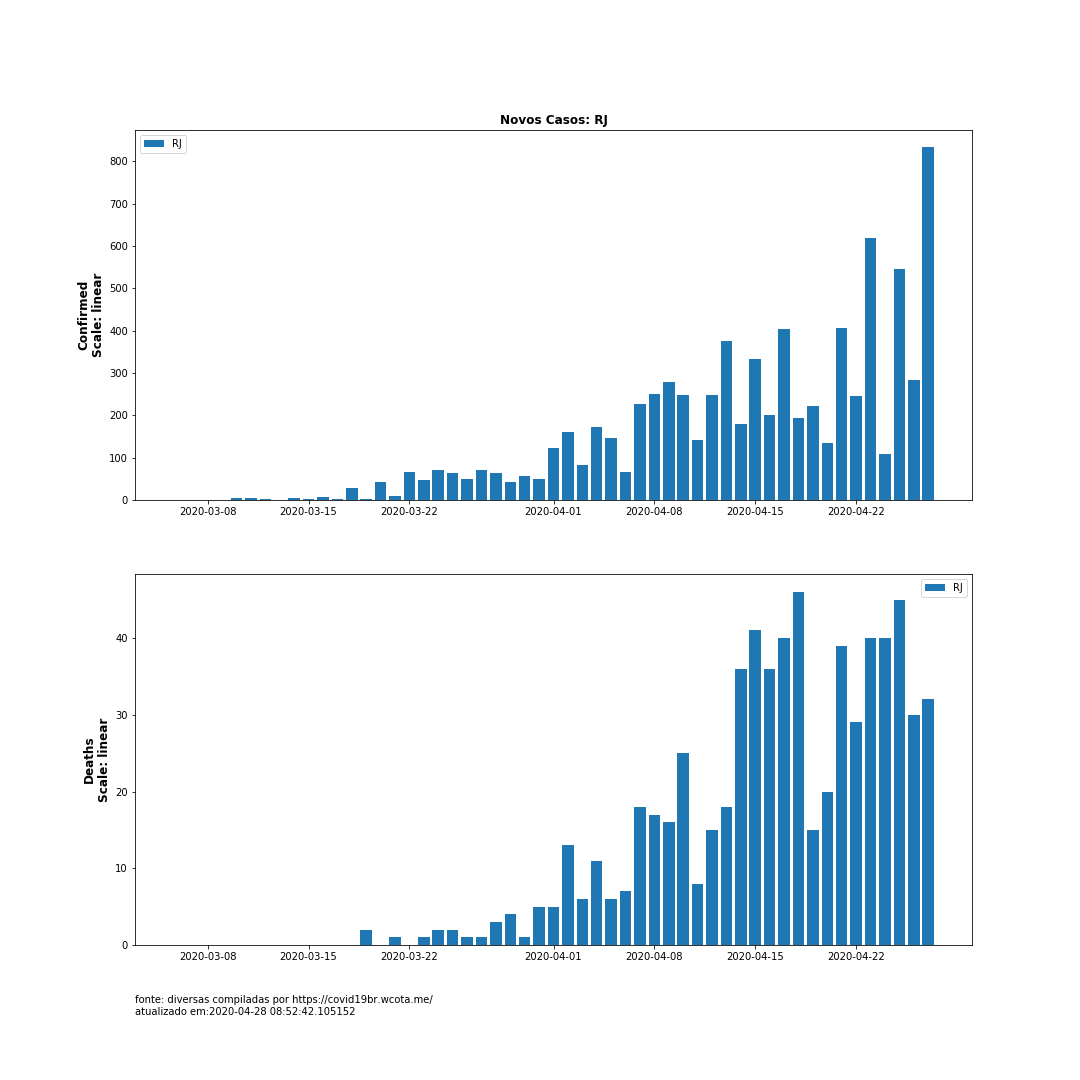 Novos Casos: RJ
RJ
800
700
600
500
400
300
200
100
0
Confirmed
Scale: linear
2020-03-08 2020-03-15 2020-03-22 2020-04-01 2020-04-08 2020-04-15 2020-04-22
RJ
40
30
20
10
0
Deaths
Scale: linear
2020-03-08 2020-03-15 2020-03-22 2020-04-01 2020-04-08 2020-04-15 2020-04-22
fonte: diversas compiladas por https://covid19br.wcota.me/
atualizado em:2020-04-28 08:52:42.105152